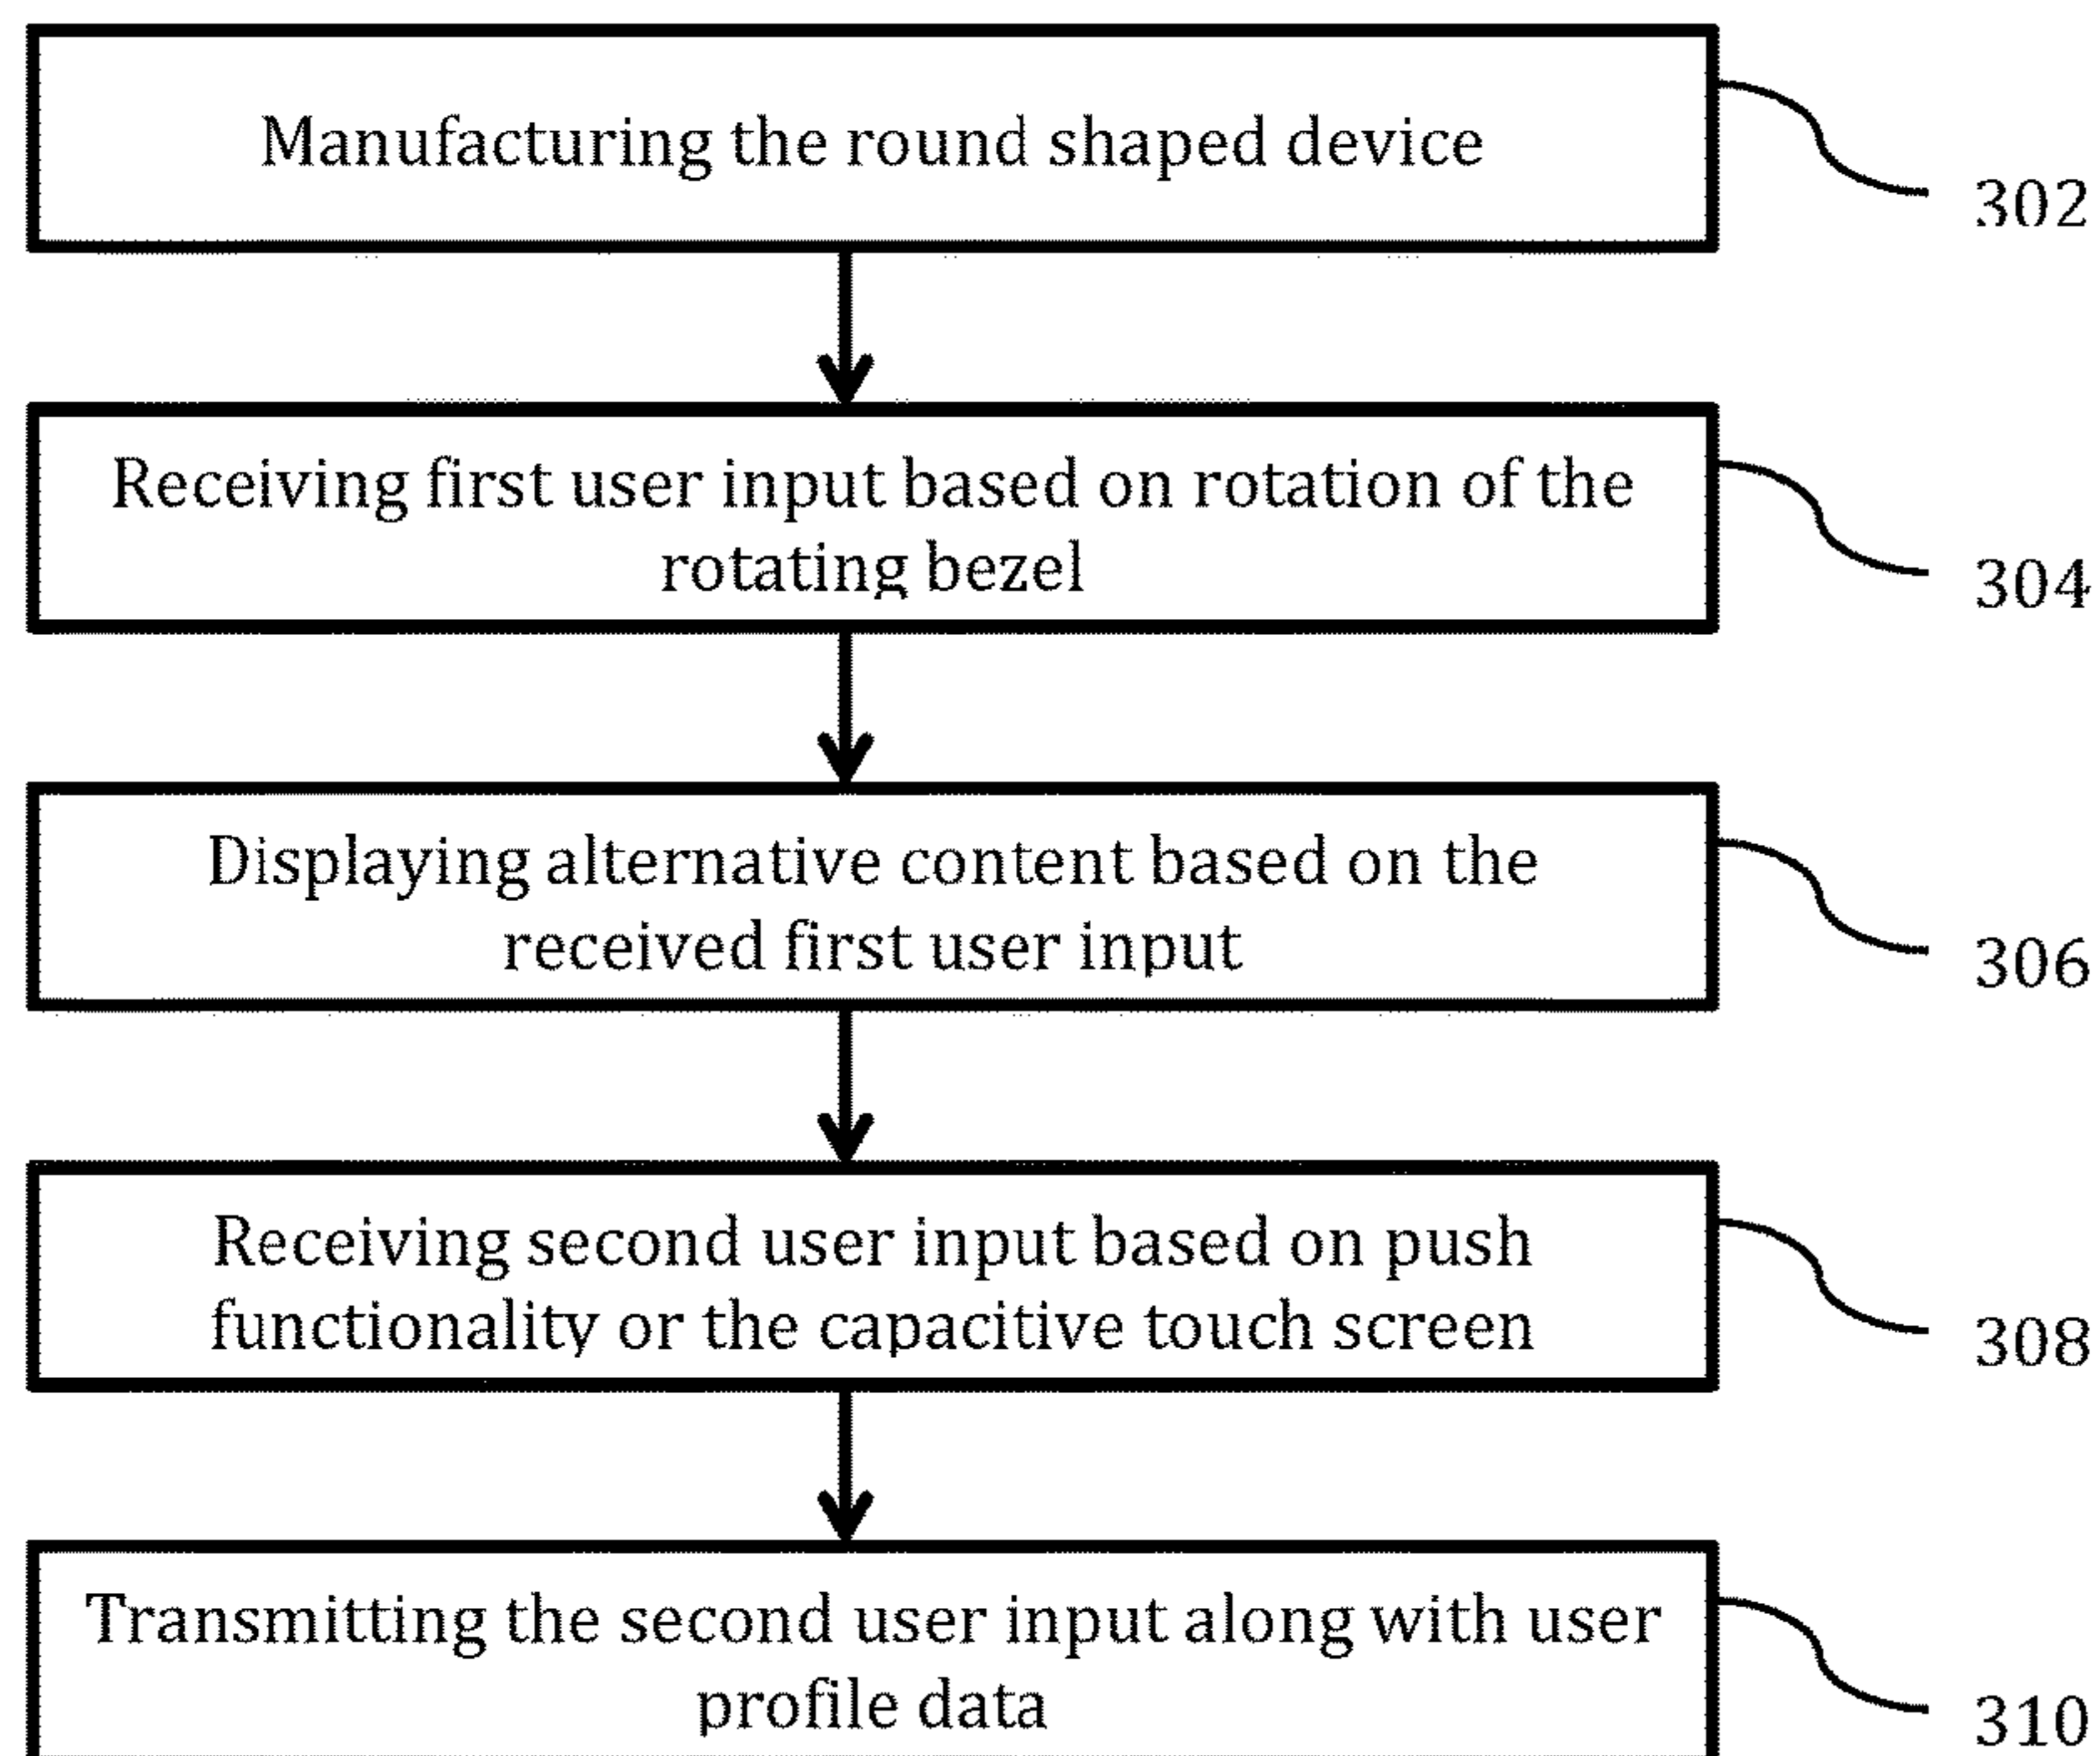 Manufacturing the round shaped device
302
Receiving first user input based on rotation of the
rotating bezel
304
Displaying alternative content based on the
received first user input
306
Receiving second user input based on push
functionality or the capacitive touch screen
308
Transmitting the second user input along with user
profile data
310